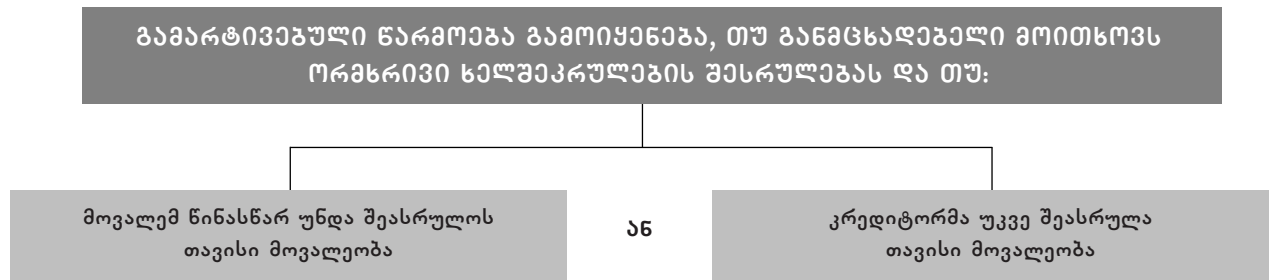 გამარტივებული წარმოება გამოიყენება, თუ განმცხადებელი მოითხოვს
ორმხრივი ხელშეკრულების შესრულებას და თუ:
მოვალემ წინასწარ უნდა შეასრულოს
თავისი მოვალეობა
ან
კრედიტორმა უკვე შეასრულა
თავისი მოვალეობა